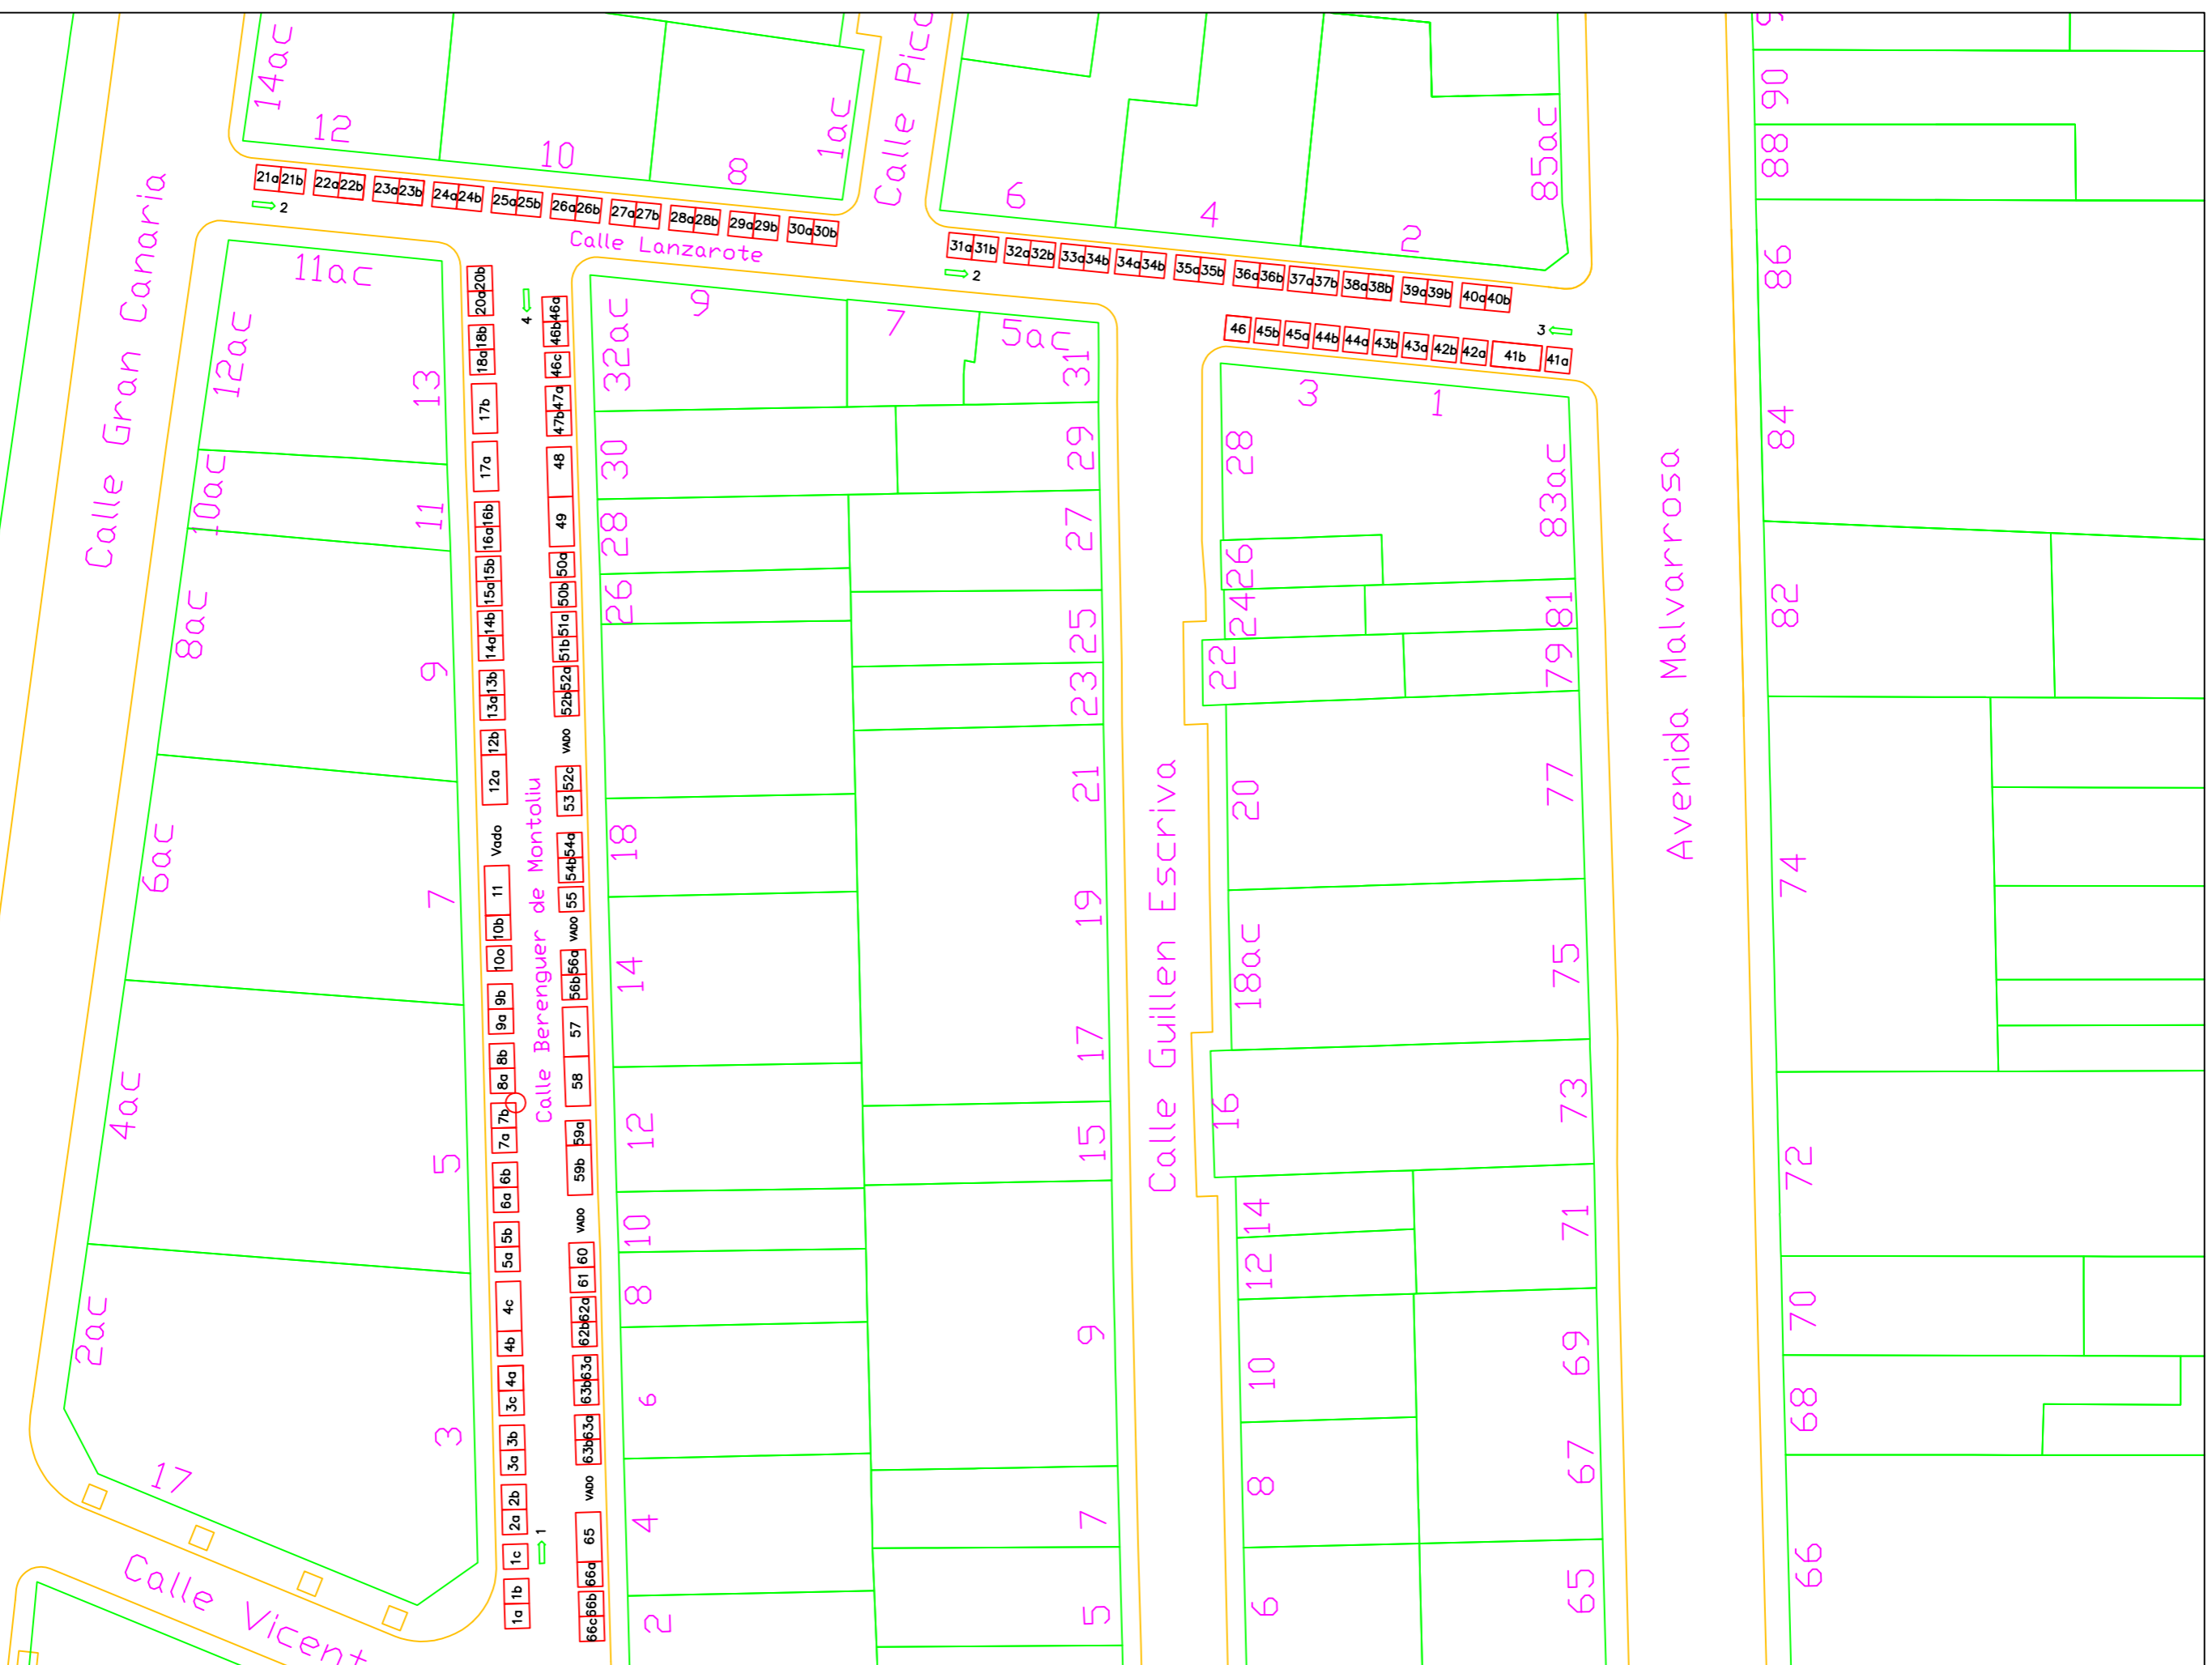 14ac
12
10
8
1ac
Calle Pico
6
4
2
85ac
90
88
86
84
82
74
72
70
68
66
21a 21b
22a 22b
23a 23b
24a 24b
25a 25b
26a 26b
27a 27b
28a 28b
29a 29b
30a 30b
2
Calle Lanzarote
31a 31b
32a 32b
33a 34b
34a 34b
35a 35b
36a 36b
37a 37b
38a 38b
39a 39b
40a 40b
2
46
45b
45a
44b
44a
43b
43a
42b
42a
41b
41a
3
Calle Gran Canaria
11ac
12ac
10ac
8ac
6ac
4ac
2ac
17
13
11
9
7
5
3
20a 20b
18a 18b
17b
17a
16a 16b
15a 15b
14a 14b
13a 13b
12b
12a
Vado
11
10b
10a
9b
9a
8b
8a
7b
7a
6b
6a
5b
5a
4c
4b
4a
3c
3b
3a
2b
2a
1c
1b
1a
4
Calle Berenguer de Montoliu
1
46b 46a
46c
47b 47a
48
49
50a
50b
51b 51a
52b 52a
VADO
52c
53
54b 54a
55
VADO
56b 56a
57
58
59a
59b
VADO
60
61
62b 62a
63b 63a
63b 63a
VADO
65
66a
66b
66c
32ac
30
28
26
18
14
12
10
8
6
4
2
9
7
5ac
31
29
27
25
23
21
19
17
15
9
7
5
Calle Guillen Escriva
3
1
28
26
24
22
20
18ac
16
14
12
10
8
6
83ac
81
79
77
75
73
71
69
67
65
Avenida Malvarrosa
Calle Vicent